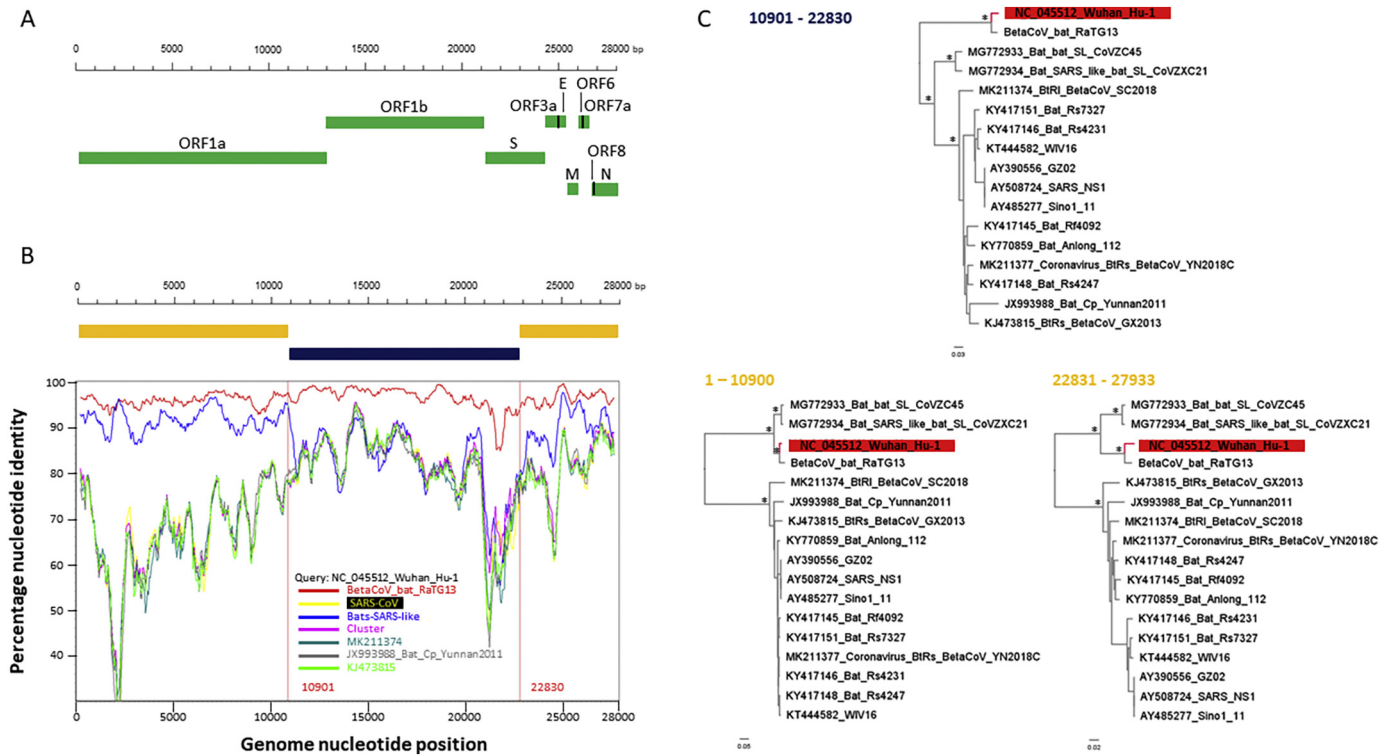 A
0 5000 10000 15000 20000 25000 28000 bp
E ORF6
ORF3a ORF7a
ORF1b
ORF1a
S
ORF8
M N
B
0 5000 10000 15000 20000 25000 28000 bp
Percentage nucleotide identity
100
90
80
70
60
50
40
Query: NC_045512_Wuhan_Hu-1
BetaCoV_bat_RaTG13
SARS-CoV
Bats-SARS-like
Cluster
MK211374
JX993988_Bat_Cp_Yunnan2011
KJ473815
10901
22830
0 5000 10000 15000 20000 25000 28000
Genome nucleotide position
C
10901 - 22830
NC_045512_Wuhan_Hu-1
BetaCoV_bat_RaTG13
MG772933_Bat_bat_SL_CoVZC45
MG772934_Bat_SARS_like_bat_SL_CoVZXC21
MK211374_BtRl_BetaCoV_SC2018
KY417151_Bat_Rs7327
KY417146_Bat_Rs4231
KT444582_WIV16
AY390556_GZ02
AY508724_SARS_NS1
AY485277_Sino1_11
KY417145_Bat_Rf4092
KY770859_Bat_Anlong_112
MK211377_Coronavirus_BtRs_BetaCoV_YN2018C
KY417148_Bat_Rs4247
JX993988_Bat_Cp_Yunnan2011
KJ473815_BtRs_BetaCoV_GX2013
0.03
1 – 10900
MG772933_Bat_bat_SL_CoVZC45
MG772934_Bat_SARS_like_bat_SL_CoVZXC21
NC_045512_Wuhan_Hu-1
BetaCoV_bat_RaTG13
MK211374_BtRl_BetaCoV_SC2018
JX993988_Bat_Cp_Yunnan2011
KJ473815_BtRs_BetaCoV_GX2013
KY770859_Bat_Anlong_112
AY390556_GZ02
AY508724_SARS_NS1
AY485277_Sino1_11
KY417145_Bat_Rf4092
KY417151_Bat_Rs7327
MK211377_Coronavirus_BtRs_BetaCoV_YN2018C
KY417146_Bat_Rs4231
KY417148_Bat_Rs4247
KT444582_WIV16
0.05
22831 - 27933
MG772933_Bat_bat_SL_CoVZC45
MG772934_Bat_SARS_like_bat_SL_CoVZXC21
NC_045512_Wuhan_Hu-1
BetaCoV_bat_RaTG13
KJ473815_BtRs_BetaCoV_GX2013
JX993988_Bat_Cp_Yunnan2011
MK211374_BtRl_BetaCoV_SC2018
MK211377_Coronavirus_BtRs_BetaCoV_YN2018C
KY417148_Bat_Rs4247
KY417145_Bat_Rf4092
KY770859_Bat_Anlong_112
KY417146_Bat_Rs4231
KY417151_Bat_Rs7327
KT444582_WIV16
AY390556_GZ02
AY508724_SARS_NS1
AY485277_Sino1_11
0.02